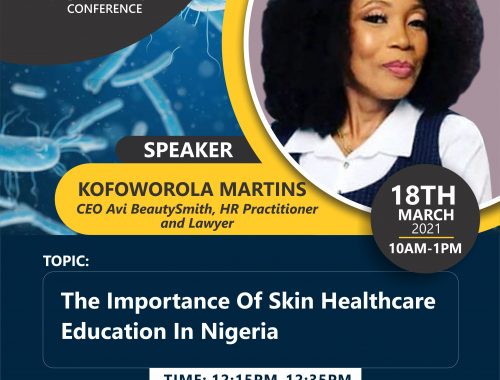 CONFERENCE
SPEAKER
KOFOWOROLA MARTINS
CEO Avi BeautySmith, HR Practitioner
and Lawyer
18TH
MARCH
2021
10AM-1PM
TOPIC:
The Importance Of Skin Healthcare
Education In Nigeria
TIME: 12:15PM-12:35PM